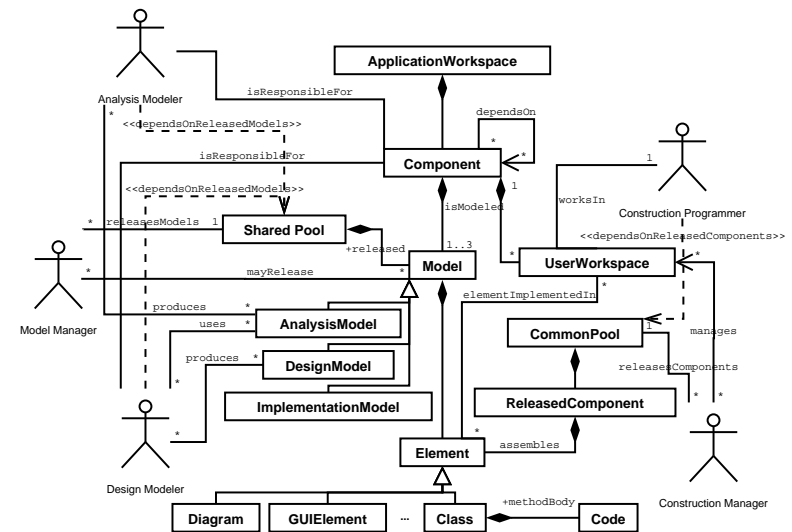 ApplicationWorkspace
isResponsibleFor
dependsOn
Analysis Modeler
*
<<dependsOnReleasedModels>>
*
*
isResponsibleFor
Component
1
<<dependsOnReleasedModels>>
1
isModeled
worksIn
Construction Programmer
* releasesModels 1
Shared Pool
<<dependsOnReleasedComponents>>
+released
1..3
*
*
*
mayRelease
*
Model
UserWorkspace
elementImplementedIn
*
Model Manager
produces
*
AnalysisModel
uses
*
CommonPool
1
manages
produces
*
DesignModel
releasesComponents
*
ImplementationModel
ReleasedComponent
*
*
*
*
Element
assembles
Design Modeler
Construction Manager
+methodBody
Diagram
GUIElement
...
Class
Code